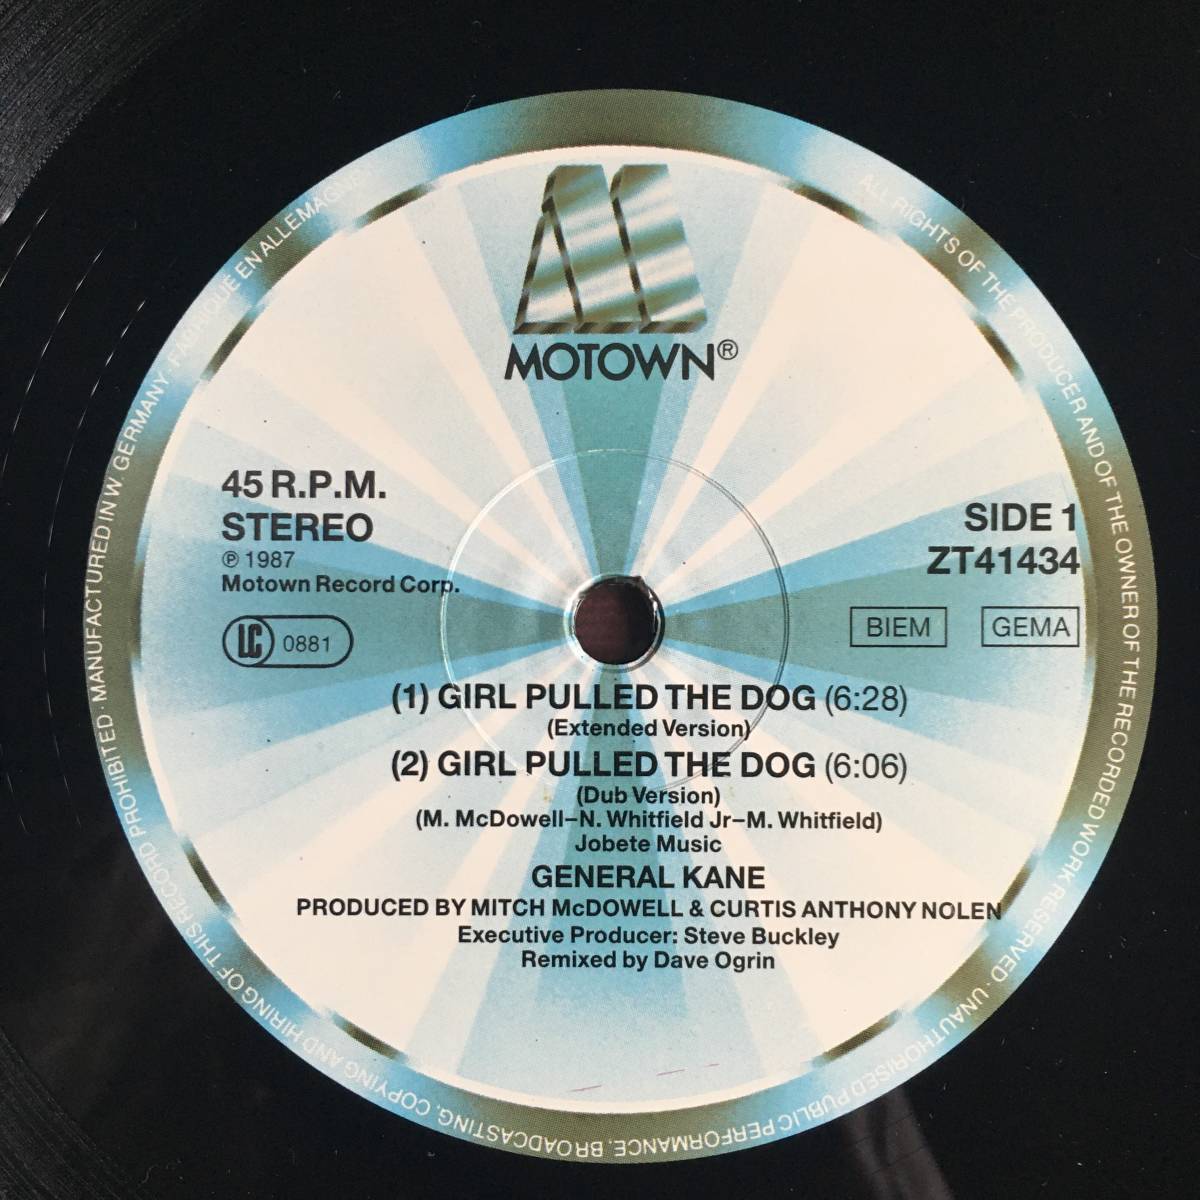 MOTOWN®
45 R.P.M.
STEREO
℗ 1987
Motown Record Corp.
LC 0881
SIDE 1
ZT41434
BIEM GEMA
(1) GIRL PULLED THE DOG (6:28)
(Extended Version)
(2) GIRL PULLED THE DOG (6:06)
(Dub Version)
(M. McDowell–N. Whitfield Jr–M. Whitfield)
Jobete Music
GENERAL KANE
PRODUCED BY MITCH McDOWELL & CURTIS ANTHONY NOLEN
Executive Producer: Steve Buckley
Remixed by Dave Ogrin
ALL RIGHTS OF THE PRODUCER AND OF THE OWNER OF THE RECORDED WORK RESERVED · UNAUTHORISED PUBLIC PERFORMANCE, BROADCASTING, COPYING AND HIRING OF THIS RECORD PROHIBITED · MANUFACTURED IN W. GERMANY · FABRIQUÉ EN ALLEMAGNE